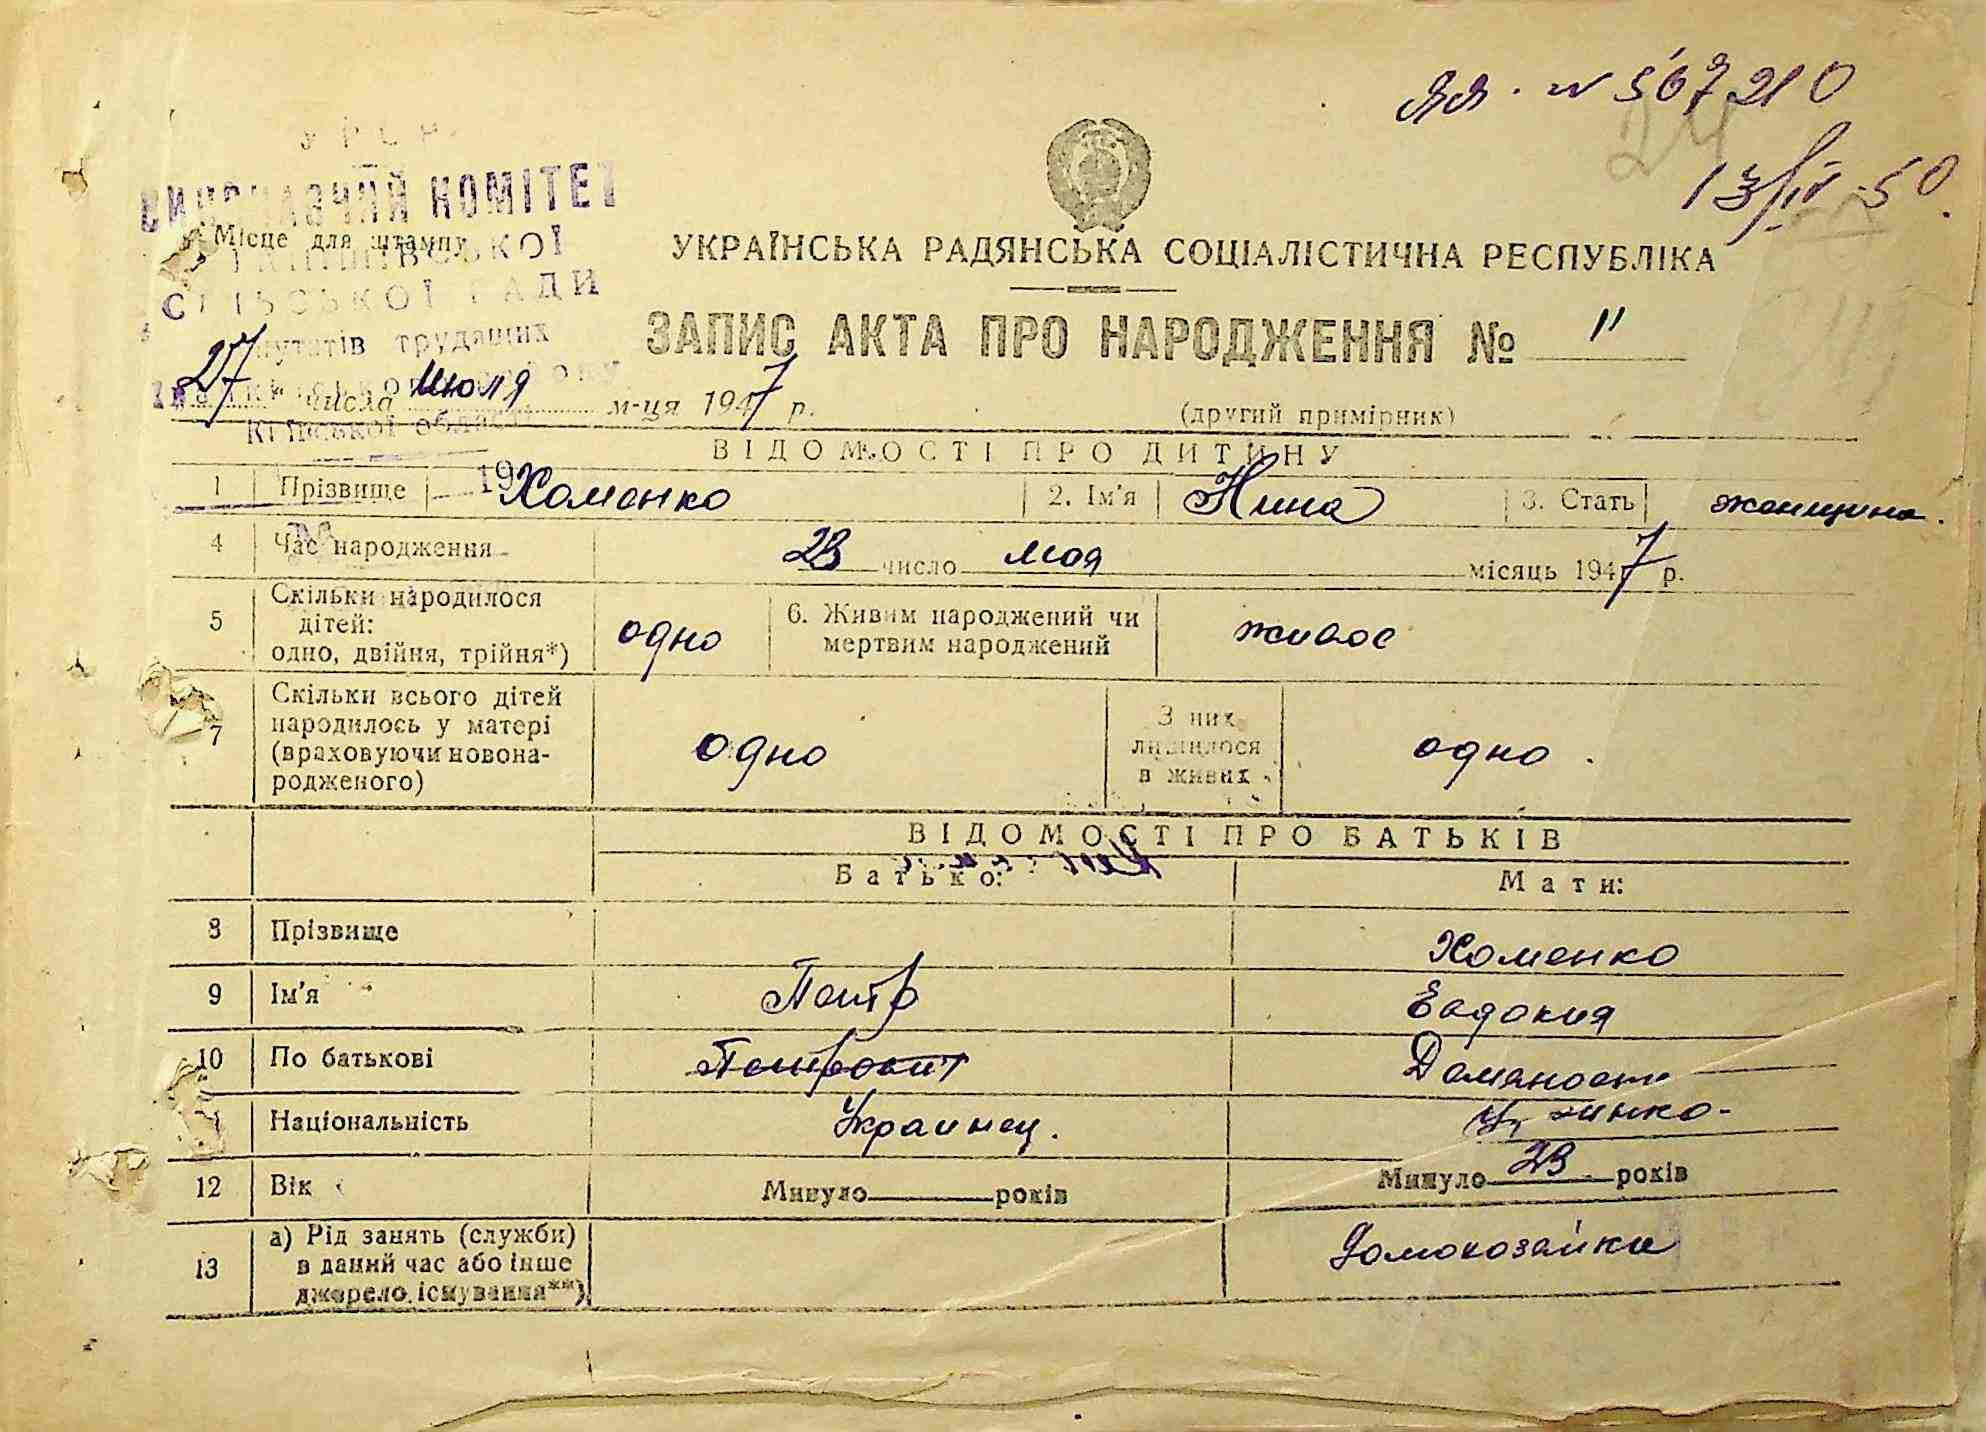 ЯЯ. N 567210
13/IV-50.
У Р С Р
ВИКОНАВЧИЙ КОМІТЕТ
Місце для штампу
СІЛЬСЬКОЇ РАДИ
депутатів трудящих
Київської області
УКРАЇНСЬКА РАДЯНСЬКА СОЦІАЛІСТИЧНА РЕСПУБЛІКА
ЗАПИС АКТА ПРО НАРОДЖЕННЯ № 11
27 числа июля м-ця 1947 р.
(другий примірник)
ВІДОМОСТІ ПРО ДИТИНУ
1 Прізвище Хоменко 2. Ім'я Нина 3. Стать женщина.
4 Час народження 23 число мая місяць 1947 р.
5 Скільки народилося дітей: одно, двійня, трійня*) одно 6. Живим народжений чи мертвим народжений живое
7 Скільки всього дітей народилось у матері (враховуючи новонародженого) одно З них лишилося в живих одно.
ВІДОМОСТІ ПРО БАТЬКІВ
Батько: Мати:
8 Прізвище Хоменко
9 Ім'я Петр Евдокия
10 По батькові Петрович
11 Національність Украинец.
12 Вік Минуло років Минуло 23 років
13 а) Рід занять (служби) в даний час або інше джерело існування**) домохозайка